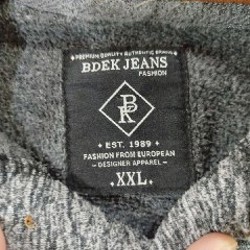 PREMIUM QUALITY AUTHENTIC BRAND
BDEK JEANS
FASHION
BK
EST. 1989
FASHION FROM EUROPEAN
DESIGNER APPAREL
XXL